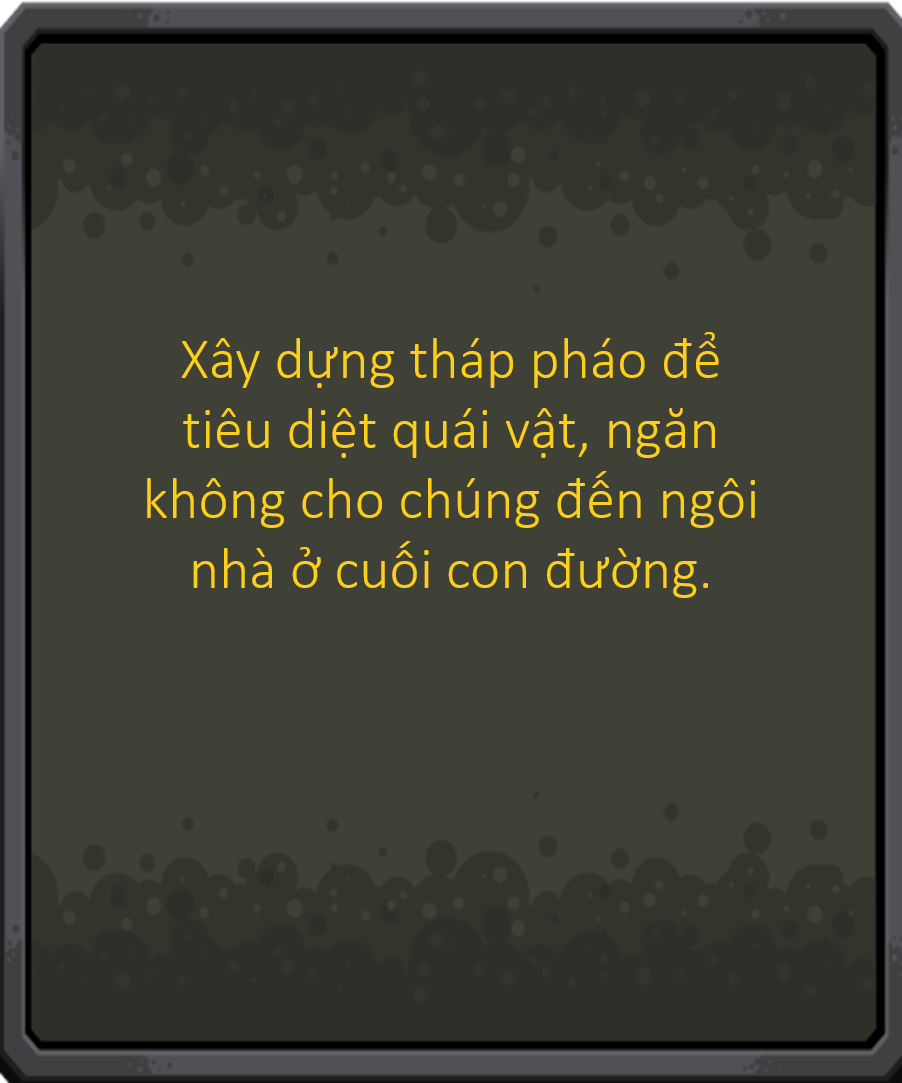 Xây dựng tháp pháo để
tiêu diệt quái vật, ngăn
không cho chúng đến ngôi
nhà ở cuối con đường.